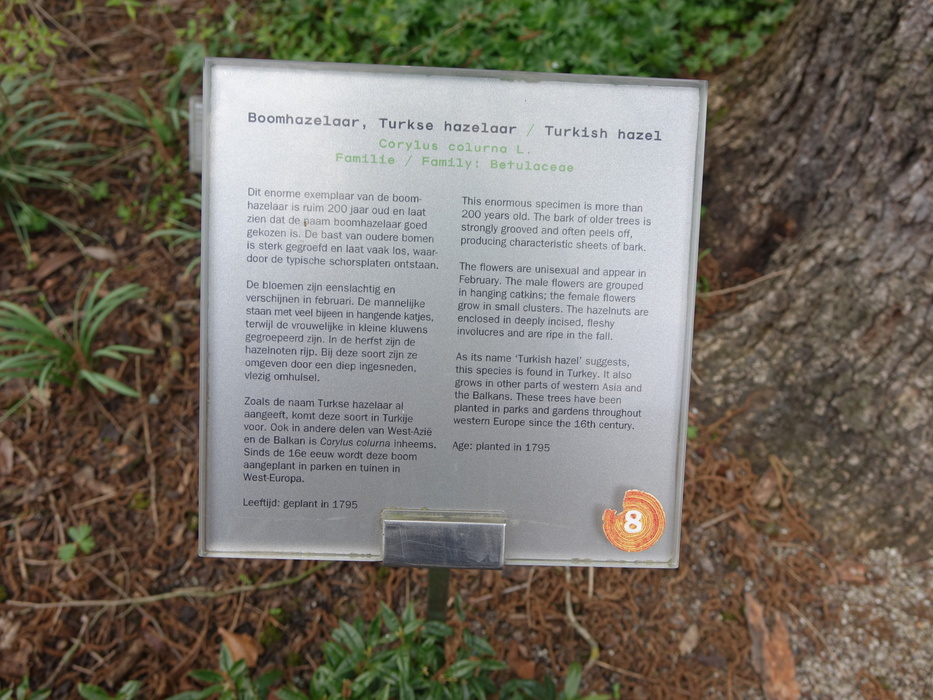 Boomhazelaar, Turkse hazelaar / Turkish hazel
Corylus colurna L.
Familie / Family: Betulaceae
Dit enorme exemplaar van de boom-
hazelaar is ruim 200 jaar oud en laat
zien dat de naam boomhazelaar goed
gekozen is. De bast van oudere bomen
is sterk gegroefd en laat vaak los, waar-
door de typische schorsplaten ontstaan.
De bloemen zijn eenslachtig en
verschijnen in februari. De mannelijke
staan met veel bijeen in hangende katjes,
terwijl de vrouwelijke in kleine kluwens
gegroepeerd zijn. In de herfst zijn de
hazelnoten rijp. Bij deze soort zijn ze
omgeven door een diep ingesneden,
vlezig omhulsel.
Zoals de naam Turkse hazelaar al
aangeeft, komt deze soort in Turkije
voor. Ook in andere delen van West-Azië
en de Balkan is Corylus colurna inheems.
Sinds de 16e eeuw wordt deze boom
aangeplant in parken en tuinen in
West-Europa.
Leeftijd: geplant in 1795
This enormous specimen is more than
200 years old. The bark of older trees is
strongly grooved and often peels off,
producing characteristic sheets of bark.
The flowers are unisexual and appear in
February. The male flowers are grouped
in hanging catkins; the female flowers
grow in small clusters. The hazelnuts are
enclosed in deeply incised, fleshy
involucres and are ripe in the fall.
As its name ‘Turkish hazel’ suggests,
this species is found in Turkey. It also
grows in other parts of western Asia and
the Balkans. These trees have been
planted in parks and gardens throughout
western Europe since the 16th century.
Age: planted in 1795
8